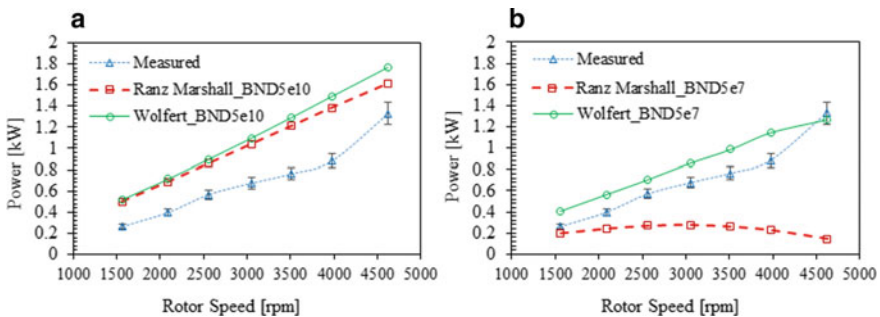 a
2
1.8
1.6
1.4
1.2
1
0.8
0.6
0.4
0.2
0
Power [kW]
Measured
Ranz Marshall_BND5e10
Wolfert_BND5e10
1000 1500 2000 2500 3000 3500 4000 4500 5000
Rotor Speed [rpm]
b
2
1.8
1.6
1.4
1.2
1
0.8
0.6
0.4
0.2
0
Power [kW]
Measured
Ranz Marshall_BND5e7
Wolfert_BND5e7
1000 1500 2000 2500 3000 3500 4000 4500 5000
Rotor Speed [rpm]